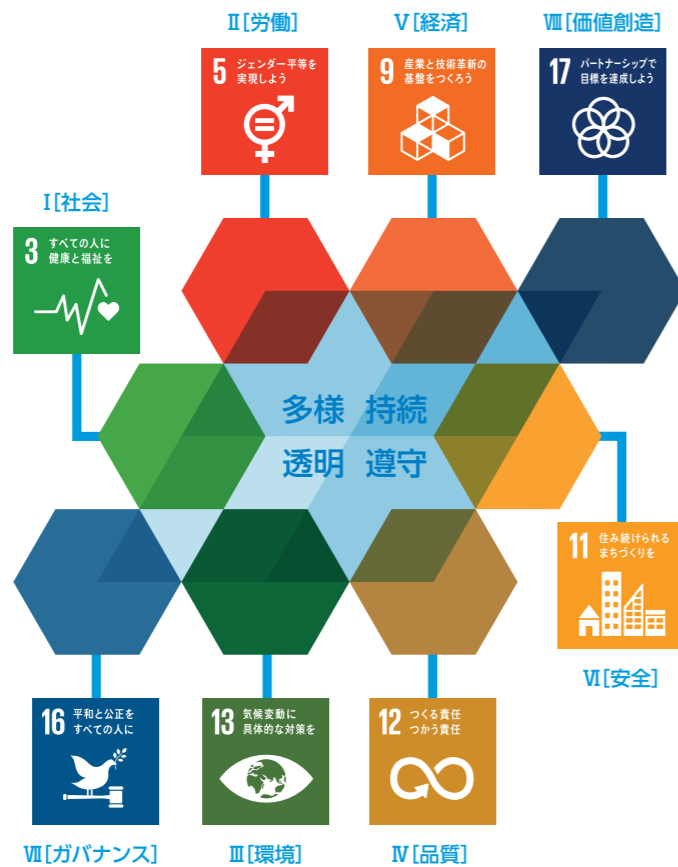 Ⅱ[労働]
Ⅴ[経済]
Ⅷ[価値創造]
5 ジェンダー平等を
実現しよう
9 産業と技術革新の
基盤をつくろう
17 パートナーシップで
目標を達成しよう
Ⅰ[社会]
3 すべての人に
健康と福祉を
多様 持続
透明 遵守
11 住み続けられる
まちづくりを
Ⅵ[安全]
16 平和と公正を
すべての人に
13 気候変動に
具体的な対策を
12 つくる責任
つかう責任
Ⅶ[ガバナンス]
Ⅲ[環境]
Ⅳ[品質]